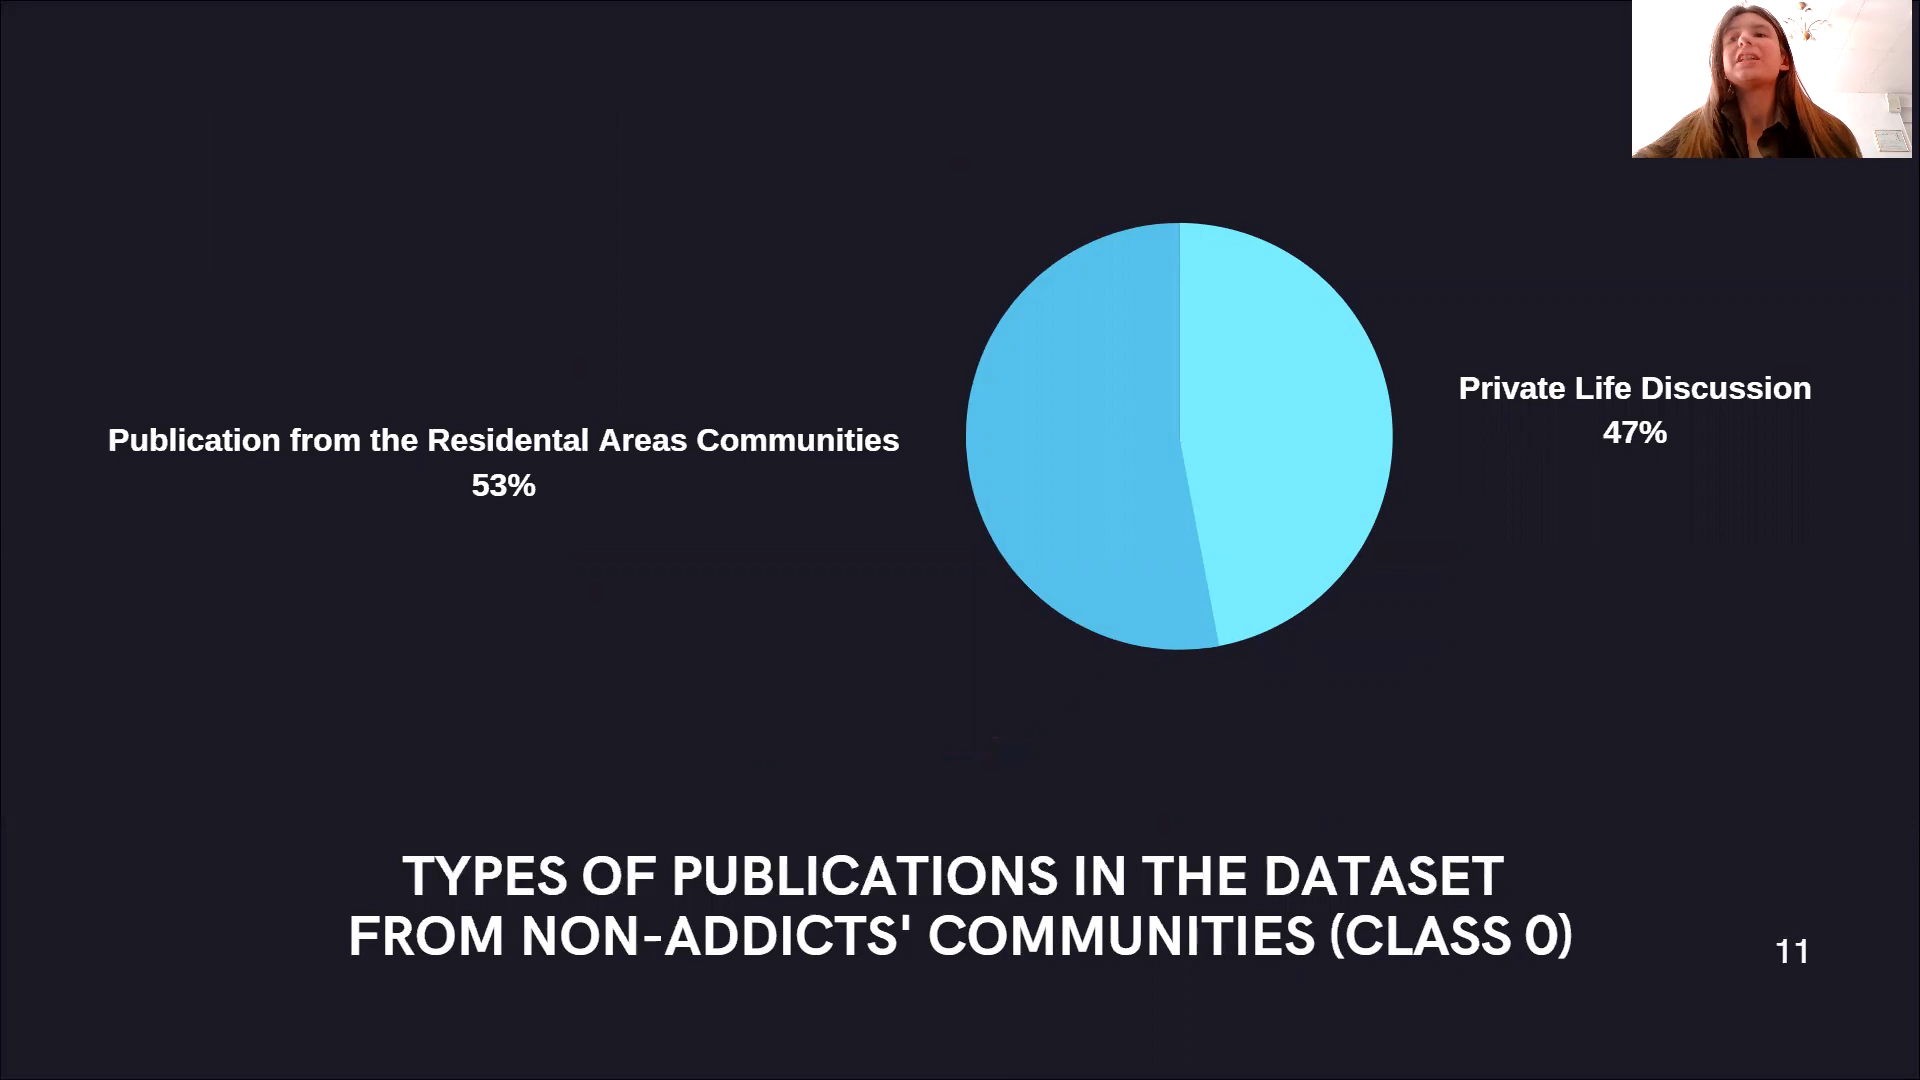 Private Life Discussion
47%
Publication from the Residental Areas Communities
53%
TYPES OF PUBLICATIONS IN THE DATASET
FROM NON-ADDICTS' COMMUNITIES (CLASS 0)
11